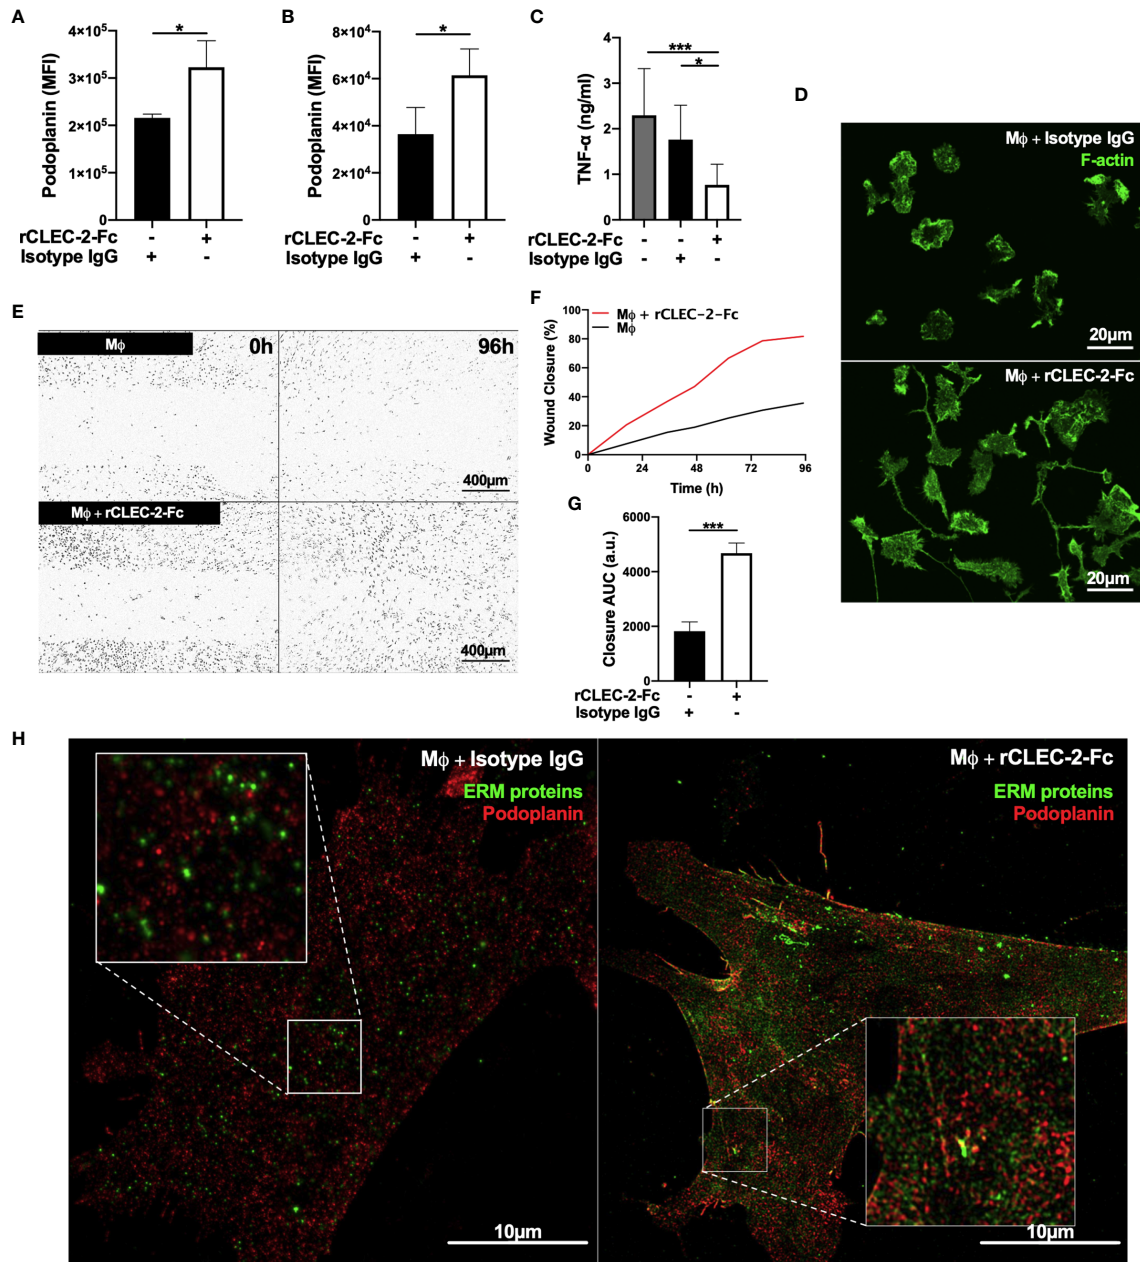 A
Podoplanin (MFI)
4×10⁵
3×10⁵
2×10⁵
1×10⁵
0
*
rCLEC-2-Fc - +
Isotype IgG + -
B
Podoplanin (MFI)
8×10⁴
6×10⁴
4×10⁴
2×10⁴
0
*
rCLEC-2-Fc - +
Isotype IgG + -
C
TNF-α (ng/ml)
4
3
2
1
0
***
*
rCLEC-2-Fc - - +
Isotype IgG - + -
D
Mϕ + Isotype IgG
F-actin
20μm
Mϕ + rCLEC-2-Fc
20μm
E
Mϕ
0h
96h
400μm
Mϕ + rCLEC-2-Fc
400μm
F
Wound Closure (%)
100
80
60
40
20
0
Mϕ + rCLEC-2-Fc
Mϕ
0 24 48 72 96
Time (h)
G
Closure AUC (a.u.)
6000
4000
2000
0
***
rCLEC-2-Fc - +
Isotype IgG + -
H
Mϕ + Isotype IgG
ERM proteins
Podoplanin
10μm
Mϕ + rCLEC-2-Fc
ERM proteins
Podoplanin
10μm